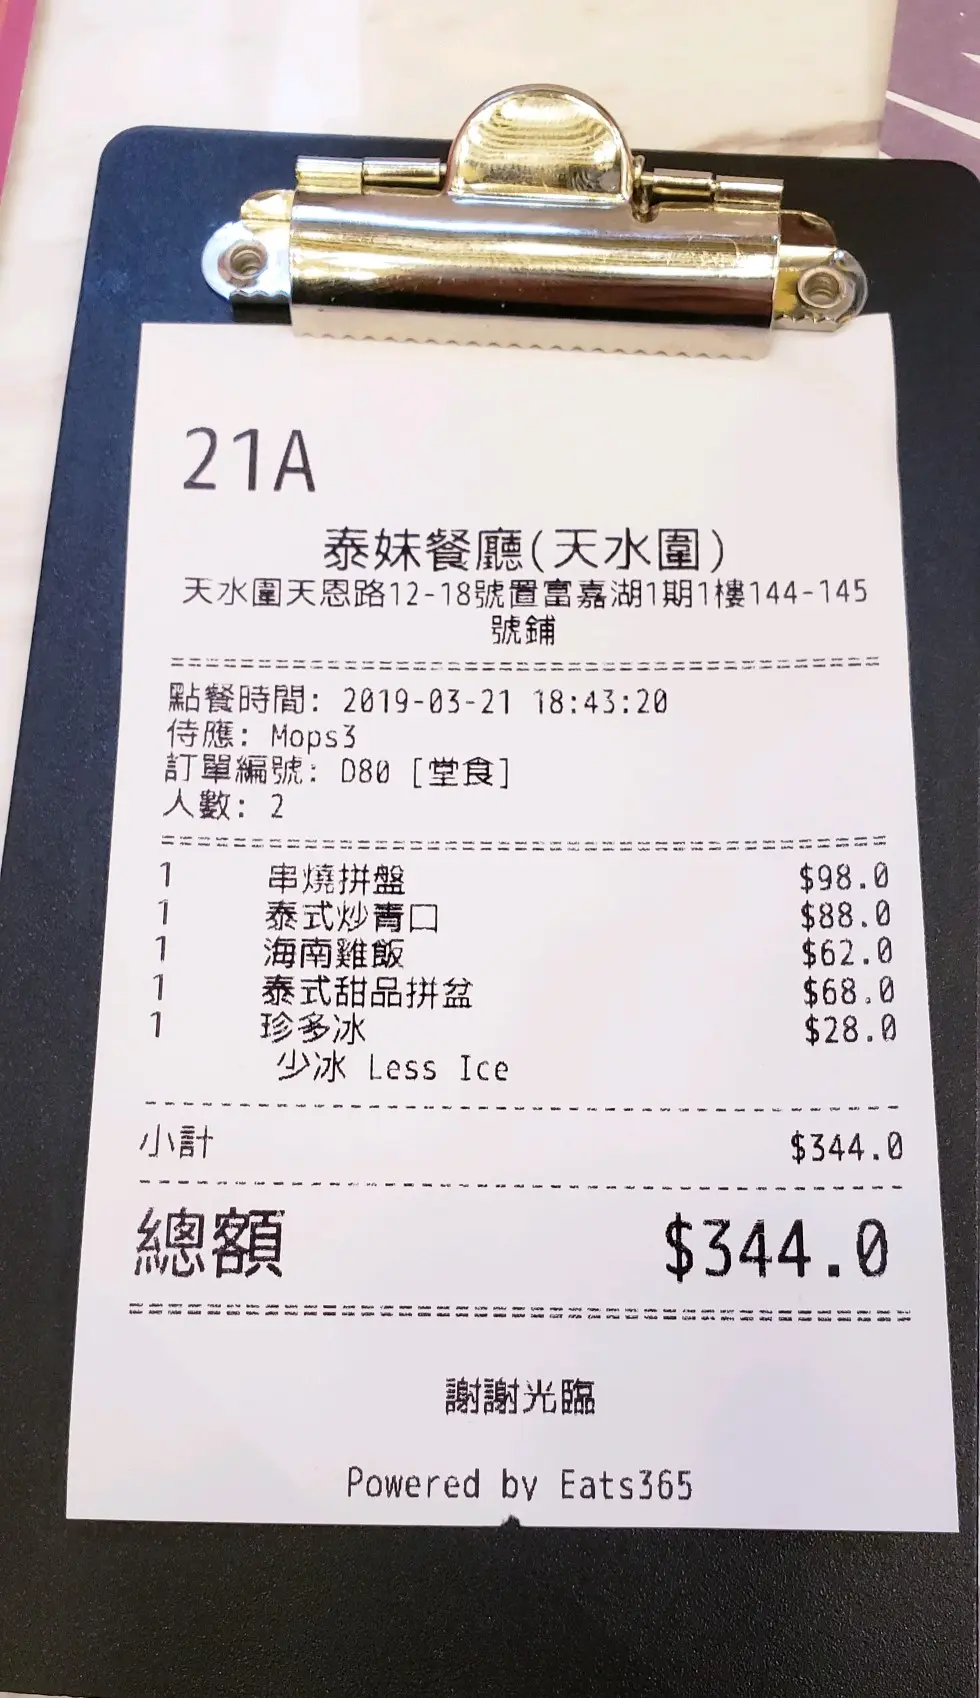 21A
泰妹餐廳(天水圍)
天水圍天恩路12-18號置富嘉湖1期1樓144-145
號鋪
點餐時間: 2019-03-21 18:43:20
侍應: Mops3
訂單編號: D80 [堂食]
人數: 2
1 串燒拼盤 $98.0
1 泰式炒青口 $88.0
1 海南雞飯 $62.0
1 泰式甜品拼盆 $68.0
1 珍多冰 $28.0
少冰 Less Ice
小計 $344.0
總額 $344.0
謝謝光臨
Powered by Eats365